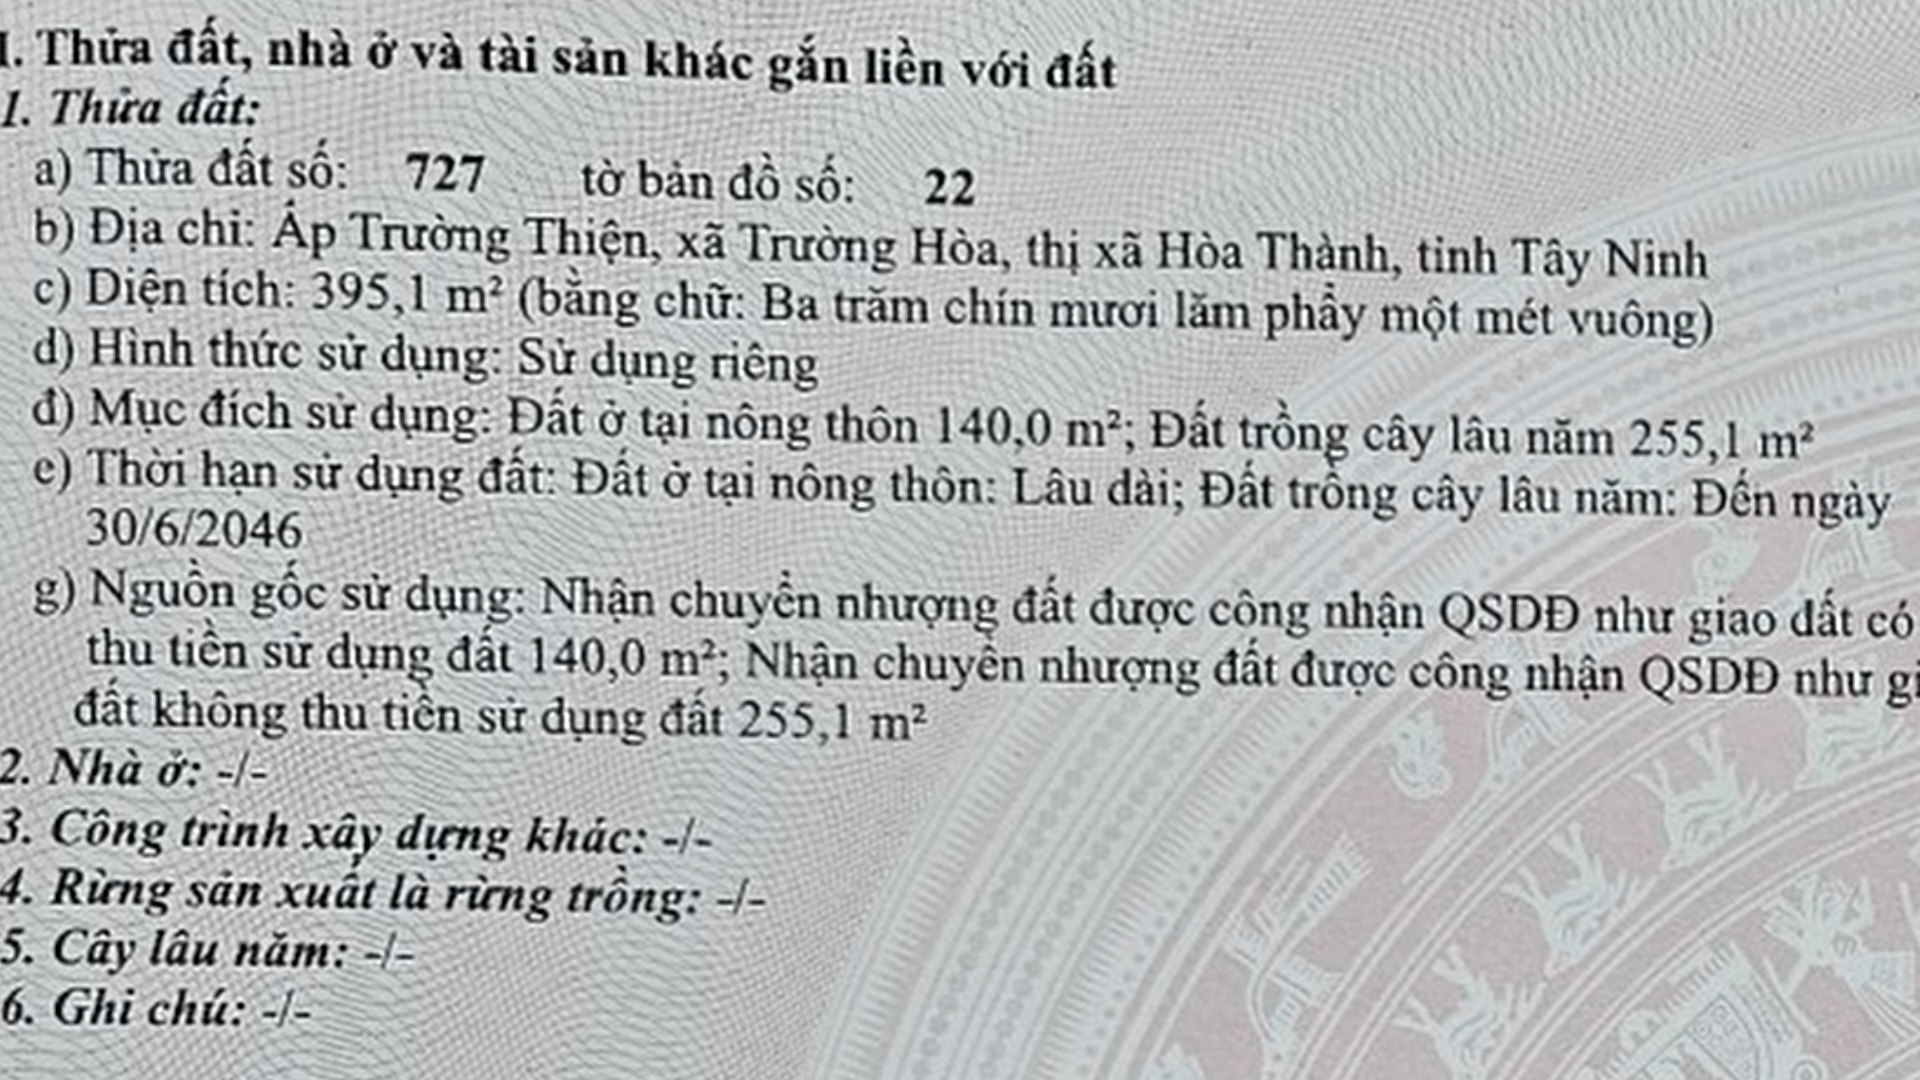 I. Thửa đất, nhà ở và tài sản khác gắn liền với đất
1. Thửa đất:
a) Thửa đất số: 727 tờ bản đồ số: 22
b) Địa chỉ: Ấp Trường Thiện, xã Trường Hòa, thị xã Hòa Thành, tỉnh Tây Ninh
c) Diện tích: 395,1 m² (bằng chữ: Ba trăm chín mươi lăm phẩy một mét vuông)
d) Hình thức sử dụng: Sử dụng riêng
đ) Mục đích sử dụng: Đất ở tại nông thôn 140,0 m²; Đất trồng cây lâu năm 255,1 m²
e) Thời hạn sử dụng đất: Đất ở tại nông thôn: Lâu dài; Đất trồng cây lâu năm: Đến ngày
30/6/2046
g) Nguồn gốc sử dụng: Nhận chuyển nhượng đất được công nhận QSDĐ như giao đất có
thu tiền sử dụng đất 140,0 m²; Nhận chuyển nhượng đất được công nhận QSDĐ như gi
đất không thu tiền sử dụng đất 255,1 m²
2. Nhà ở: -/-
3. Công trình xây dựng khác: -/-
4. Rừng sản xuất là rừng trồng: -/-
5. Cây lâu năm: -/-
6. Ghi chú: -/-